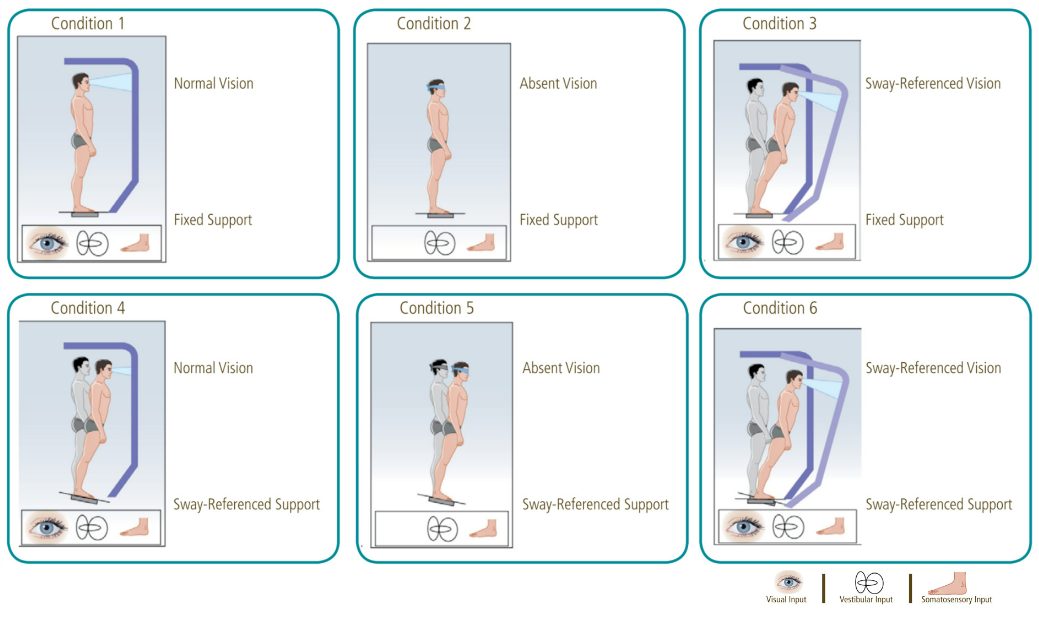 Condition 1
Normal Vision
Fixed Support
Condition 2
Absent Vision
Fixed Support
Condition 3
Sway-Referenced Vision
Fixed Support
Condition 4
Normal Vision
Sway-Referenced Support
Condition 5
Absent Vision
Sway-Referenced Support
Condition 6
Sway-Referenced Vision
Sway-Referenced Support
Visual Input
Vestibular Input
Somatosensory Input